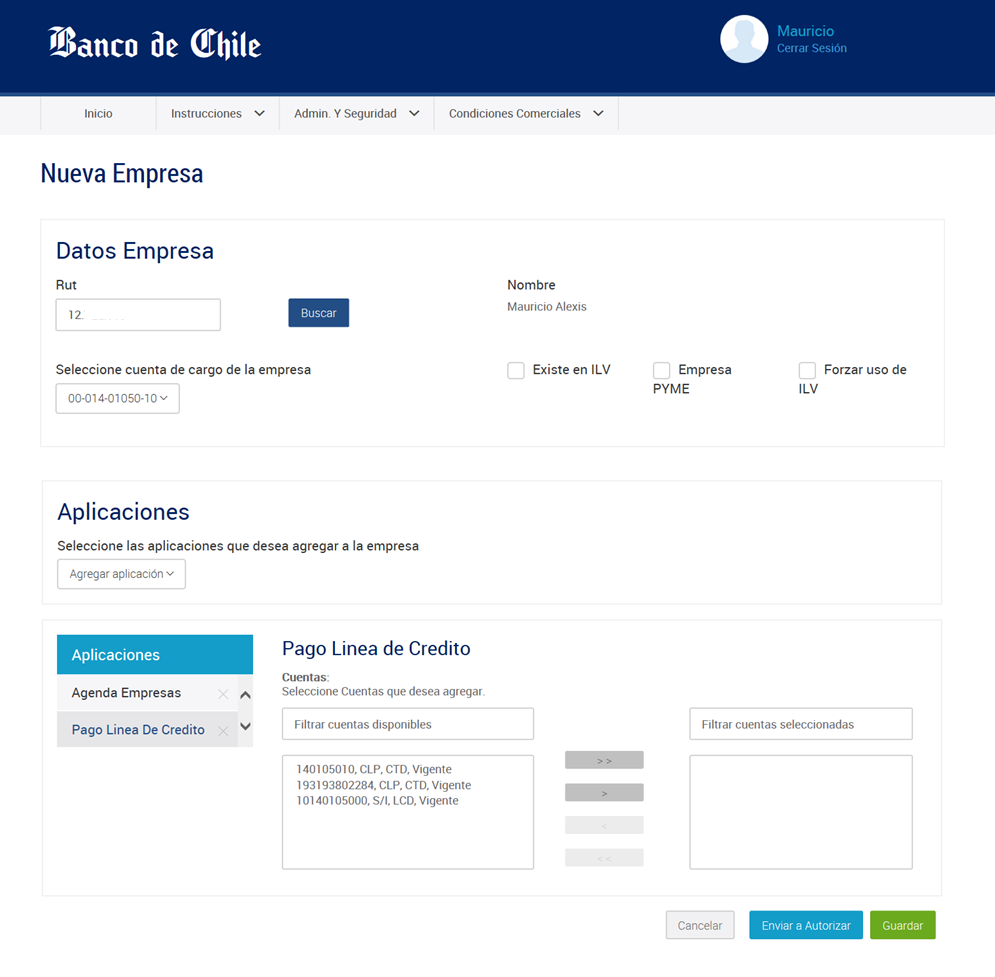 Banco de Chile
Mauricio
Cerrar Sesión
Inicio
Instrucciones
Admin. Y Seguridad
Condiciones Comerciales
Nueva Empresa
Datos Empresa
Rut
Nombre
12.
Buscar
Mauricio Alexis
Seleccione cuenta de cargo de la empresa
00-014-01050-10
Existe en ILV
Empresa
PYME
Forzar uso de
ILV
Aplicaciones
Seleccione las aplicaciones que desea agregar a la empresa
Agregar aplicación
Aplicaciones
Agenda Empresas
Pago Linea De Credito
Pago Linea de Credito
Cuentas:
Seleccione Cuentas que desea agregar.
Filtrar cuentas disponibles
Filtrar cuentas seleccionadas
140105010, CLP, CTD, Vigente
193193802284, CLP, CTD, Vigente
10140105000, S/I, LCD, Vigente
> >
>
<
< <
Cancelar
Enviar a Autorizar
Guardar